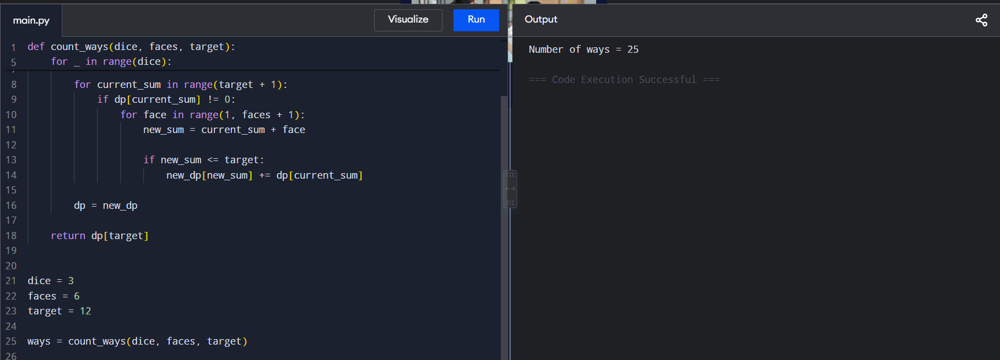 main.py
Visualize
Run
Output
1 def count_ways(dice, faces, target):
5     for _ in range(dice):
8         for current_sum in range(target + 1):
9             if dp[current_sum] != 0:
10                 for face in range(1, faces + 1):
11                     new_sum = current_sum + face
12
13                     if new_sum <= target:
14                         new_dp[new_sum] += dp[current_sum]
15
16         dp = new_dp
17
18     return dp[target]
19
20
21 dice = 3
22 faces = 6
23 target = 12
24
25 ways = count_ways(dice, faces, target)
26
Number of ways = 25
=== Code Execution Successful ===